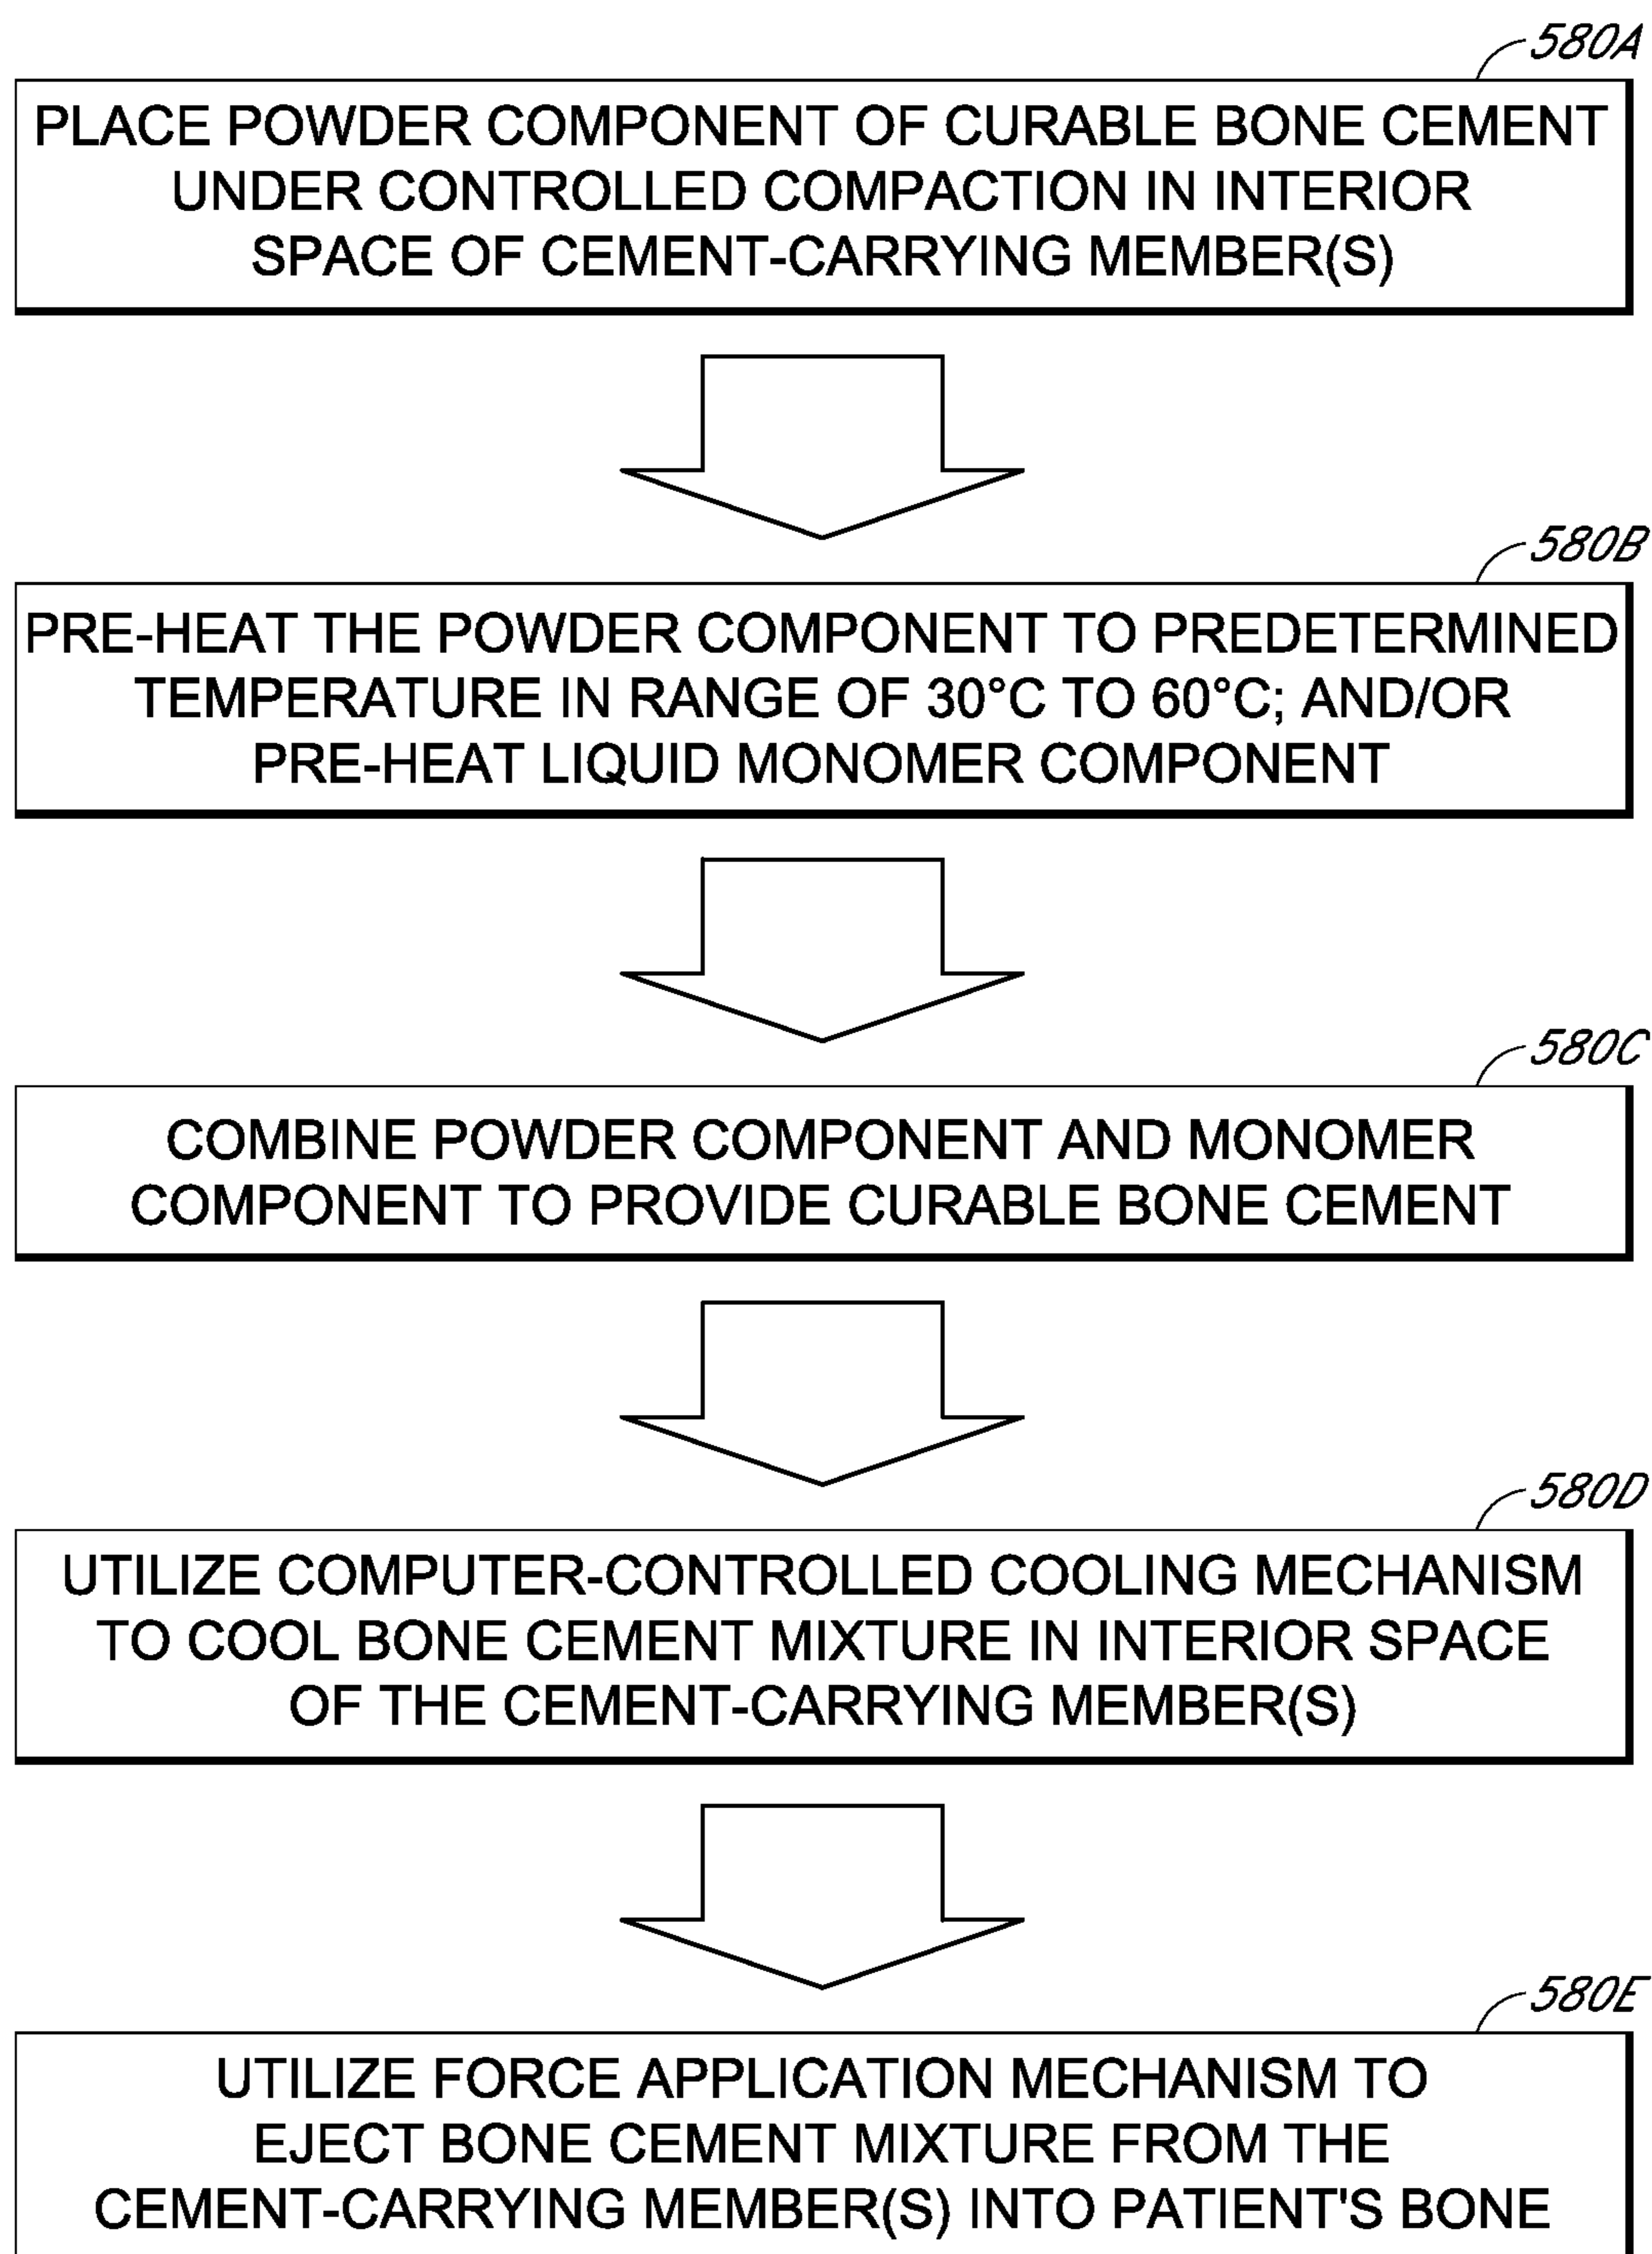 580A
PLACE POWDER COMPONENT OF CURABLE BONE CEMENT
UNDER CONTROLLED COMPACTION IN INTERIOR
SPACE OF CEMENT-CARRYING MEMBER(S)
580B
PRE-HEAT THE POWDER COMPONENT TO PREDETERMINED
TEMPERATURE IN RANGE OF 30°C TO 60°C; AND/OR
PRE-HEAT LIQUID MONOMER COMPONENT
580C
COMBINE POWDER COMPONENT AND MONOMER
COMPONENT TO PROVIDE CURABLE BONE CEMENT
580D
UTILIZE COMPUTER-CONTROLLED COOLING MECHANISM
TO COOL BONE CEMENT MIXTURE IN INTERIOR SPACE
OF THE CEMENT-CARRYING MEMBER(S)
580E
UTILIZE FORCE APPLICATION MECHANISM TO
EJECT BONE CEMENT MIXTURE FROM THE
CEMENT-CARRYING MEMBER(S) INTO PATIENT'S BONE